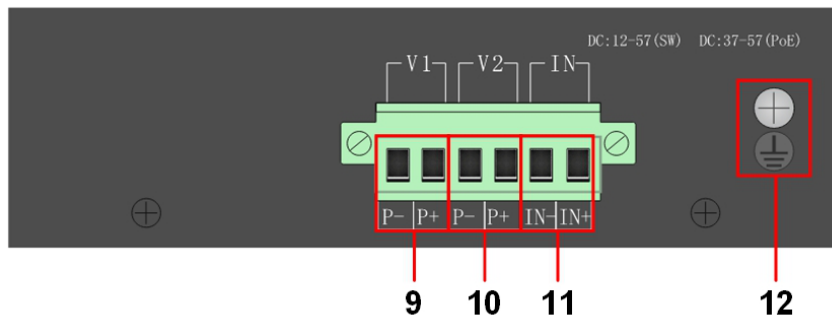 DC:12-57(SW) DC:37-57(PoE)
V1 V2 IN
P- P+ P- P+ IN- IN+
9 10 11 12